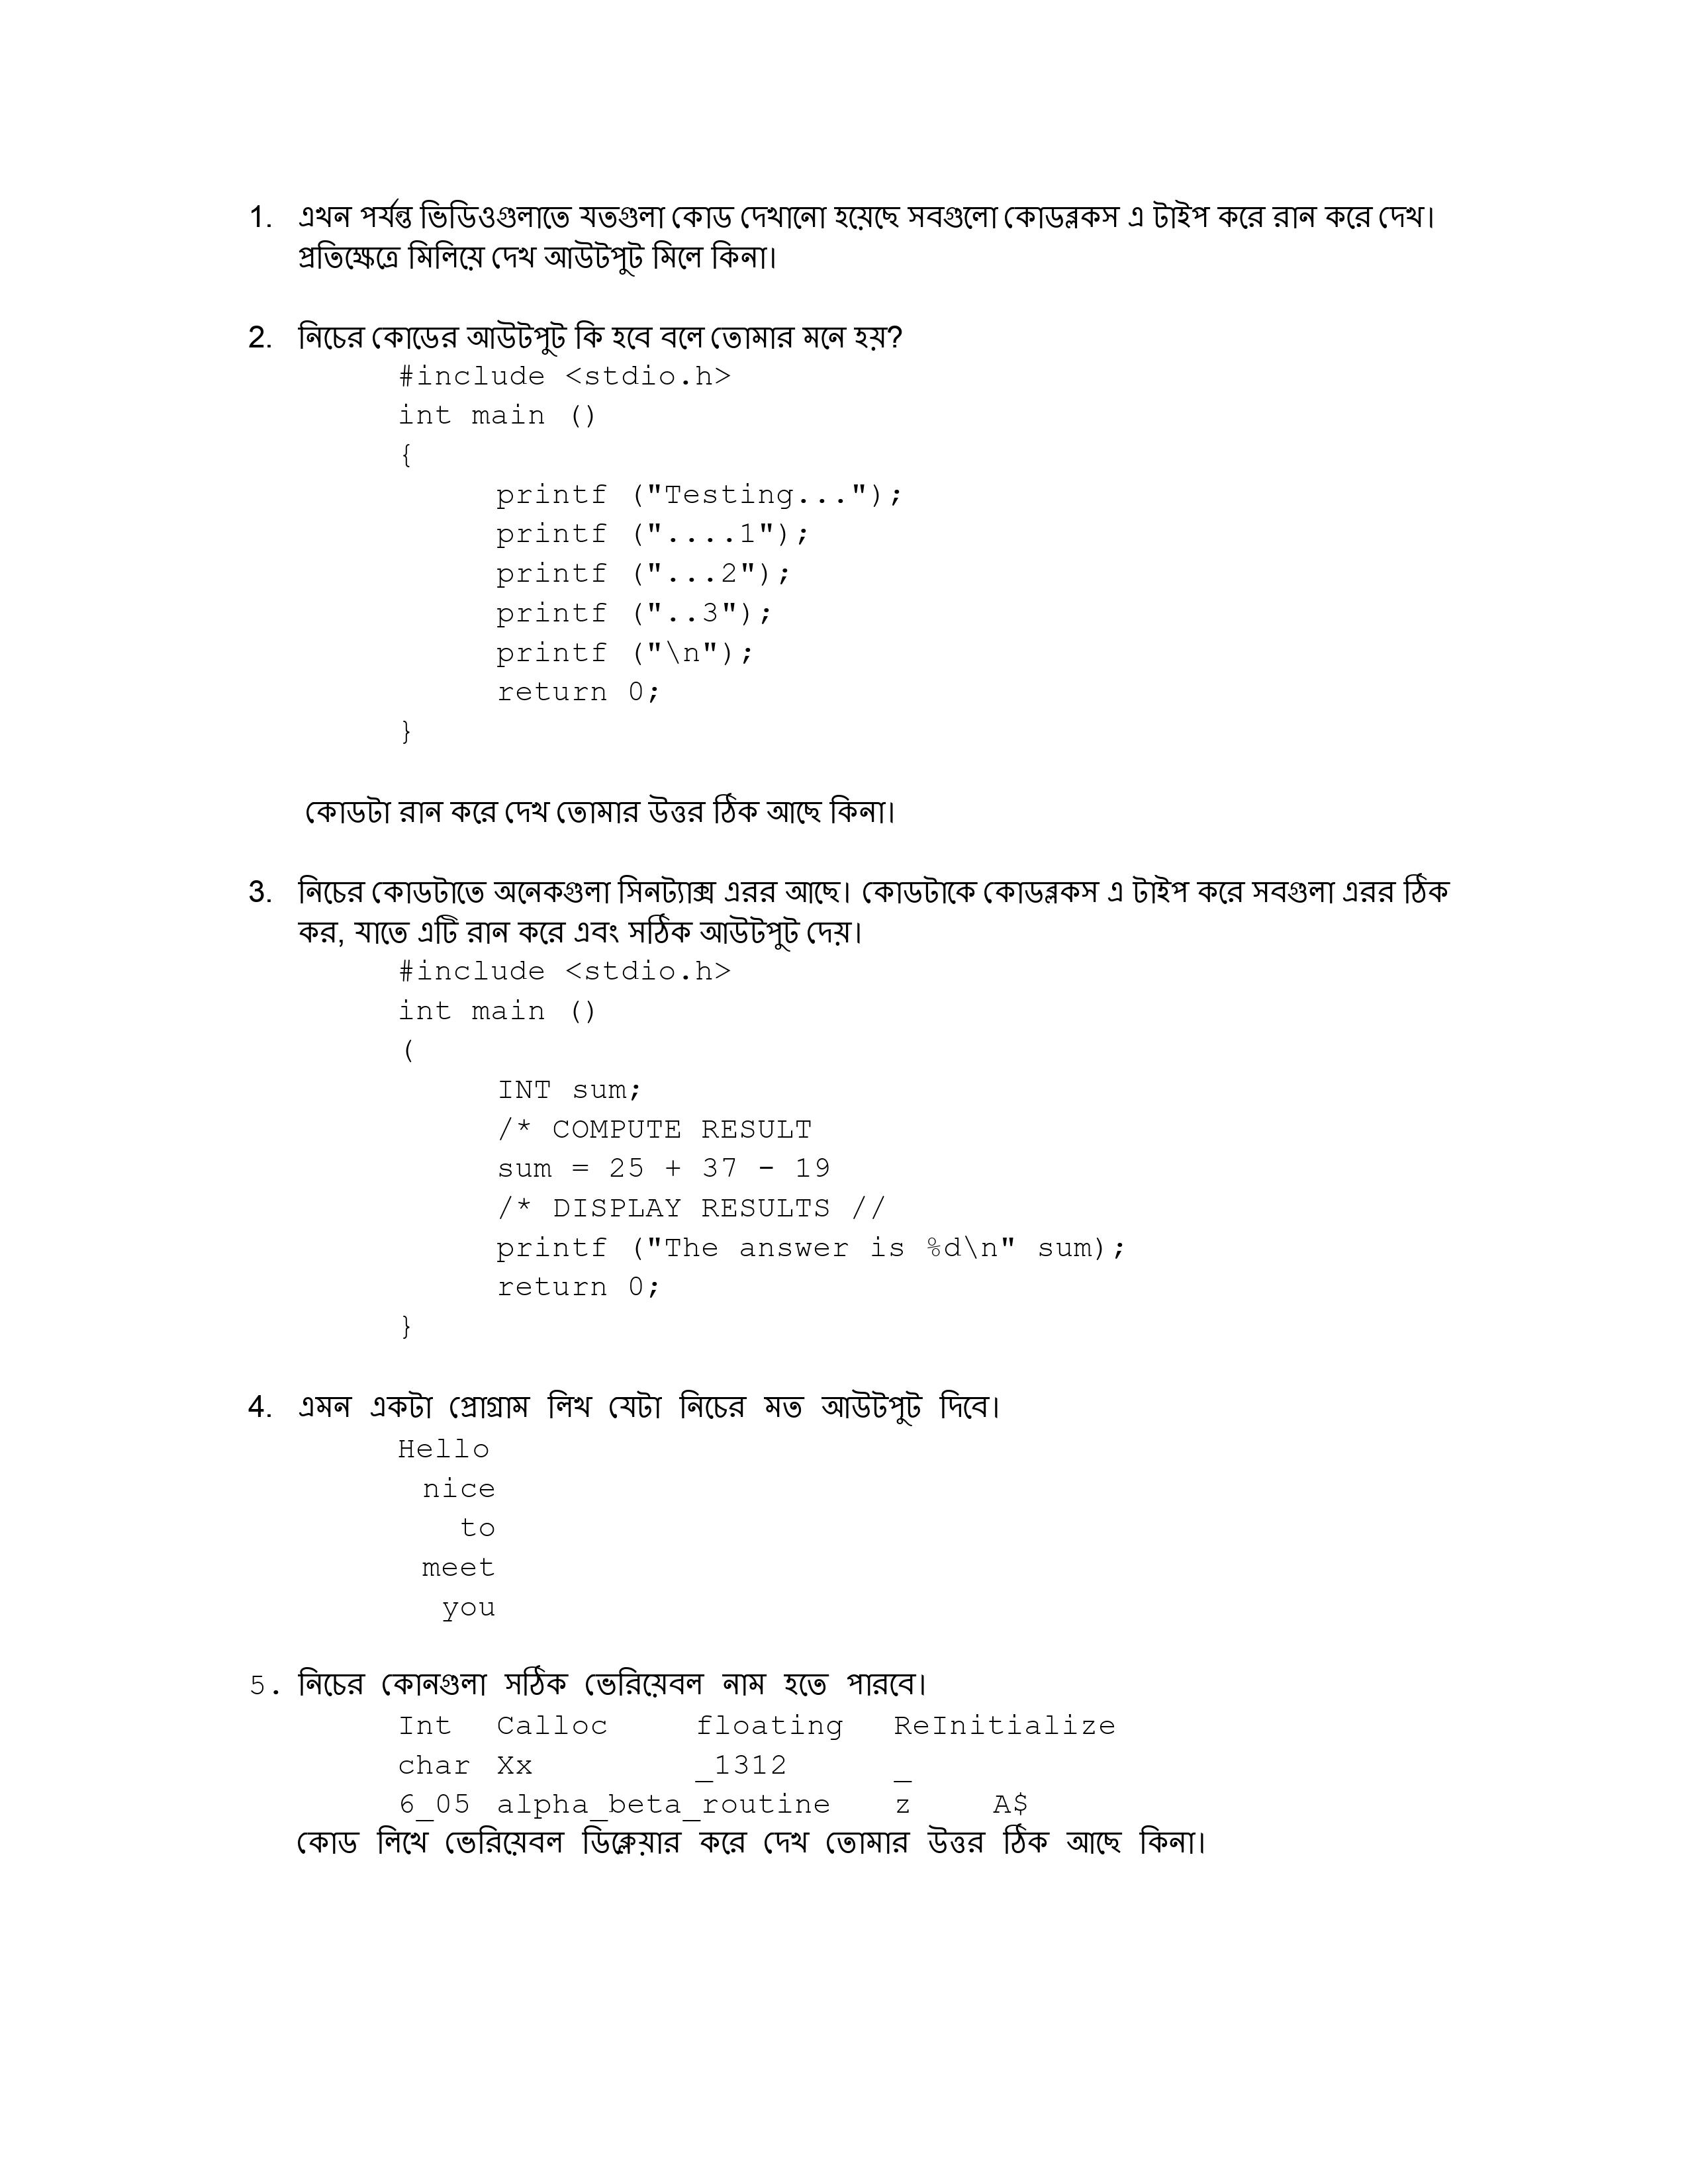 1. এখন পর্যন্ত ভিডিওগুলাতে যতগুলা কোড দেখানো হয়েছে সবগুলো কোডব্লকস এ টাইপ করে রান করে দেখ।
প্রতিক্ষেত্রে মিলিয়ে দেখ আউটপুট মিলে কিনা।
2. নিচের কোডের আউটপুট কি হবে বলে তোমার মনে হয়?
#include <stdio.h>
int main ()
{
printf ("Testing...");
printf ("....1");
printf ("...2");
printf ("..3");
printf ("\n");
return 0;
}
কোডটা রান করে দেখ তোমার উত্তর ঠিক আছে কিনা।
3. নিচের কোডটাতে অনেকগুলা সিনট্যাক্স এরর আছে। কোডটাকে কোডব্লকস এ টাইপ করে সবগুলা এরর ঠিক
কর, যাতে এটি রান করে এবং সঠিক আউটপুট দেয়।
#include <stdio.h>
int main ()
(
INT sum;
/* COMPUTE RESULT
sum = 25 + 37 - 19
/* DISPLAY RESULTS //
printf ("The answer is %d\n" sum);
return 0;
}
4. এমন একটা প্রোগ্রাম লিখ যেটা নিচের মত আউটপুট দিবে।
Hello
nice
to
meet
you
5. নিচের কোনগুলা সঠিক ভেরিয়েবল নাম হতে পারবে।
Int Calloc floating ReInitialize
char Xx _1312 _
6_05 alpha_beta_routine z A$
কোড লিখে ভেরিয়েবল ডিক্লেয়ার করে দেখ তোমার উত্তর ঠিক আছে কিনা।